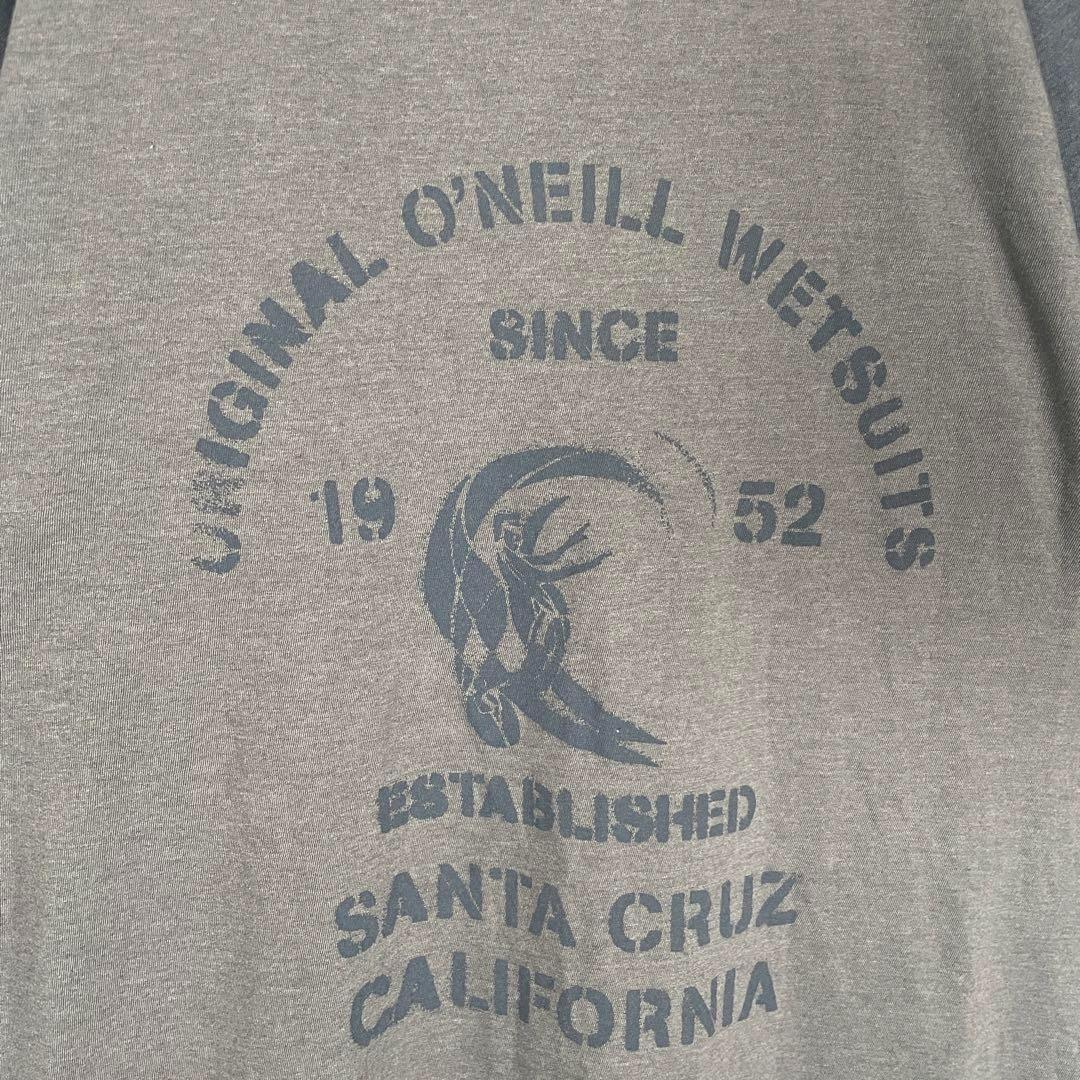 ORIGINAL O'NEILL WETSUITS
SINCE
19 52
ESTABLISHED
SANTA CRUZ
CALIFORNIA